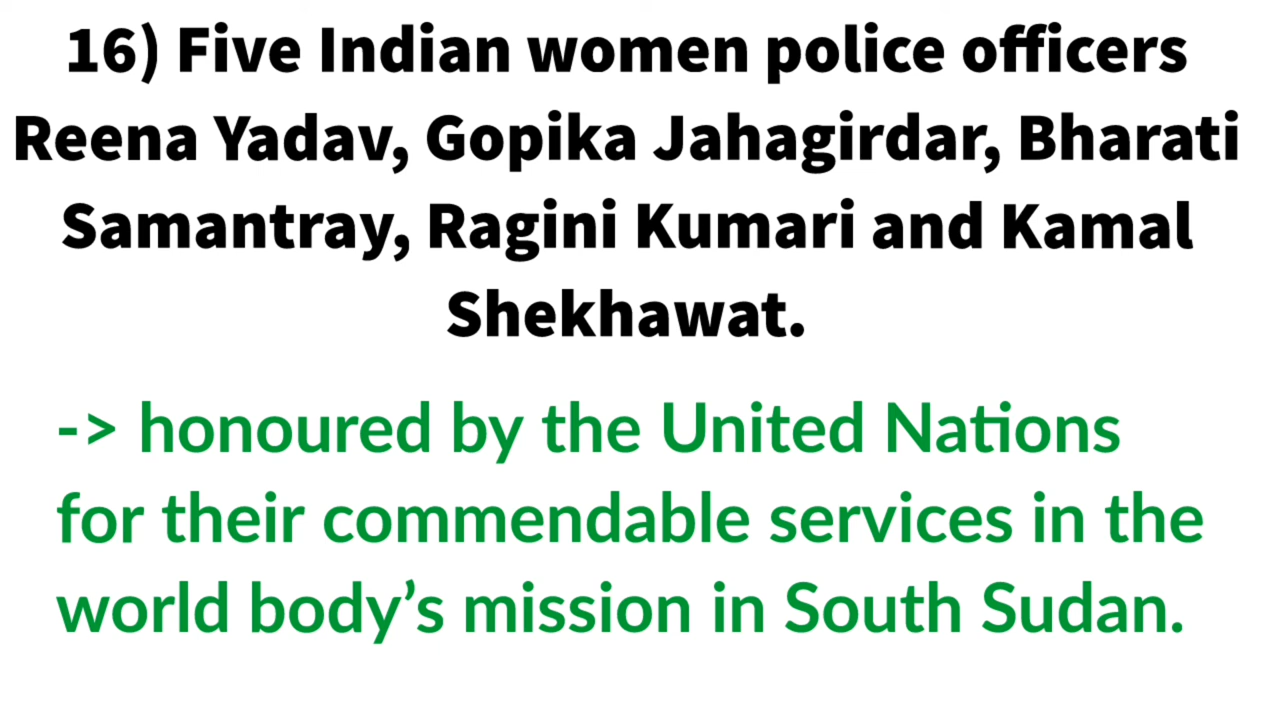 16) Five Indian women police officers
Reena Yadav, Gopika Jahagirdar, Bharati
Samantray, Ragini Kumari and Kamal
Shekhawat.
-> honoured by the United Nations
for their commendable services in the
world body’s mission in South Sudan.